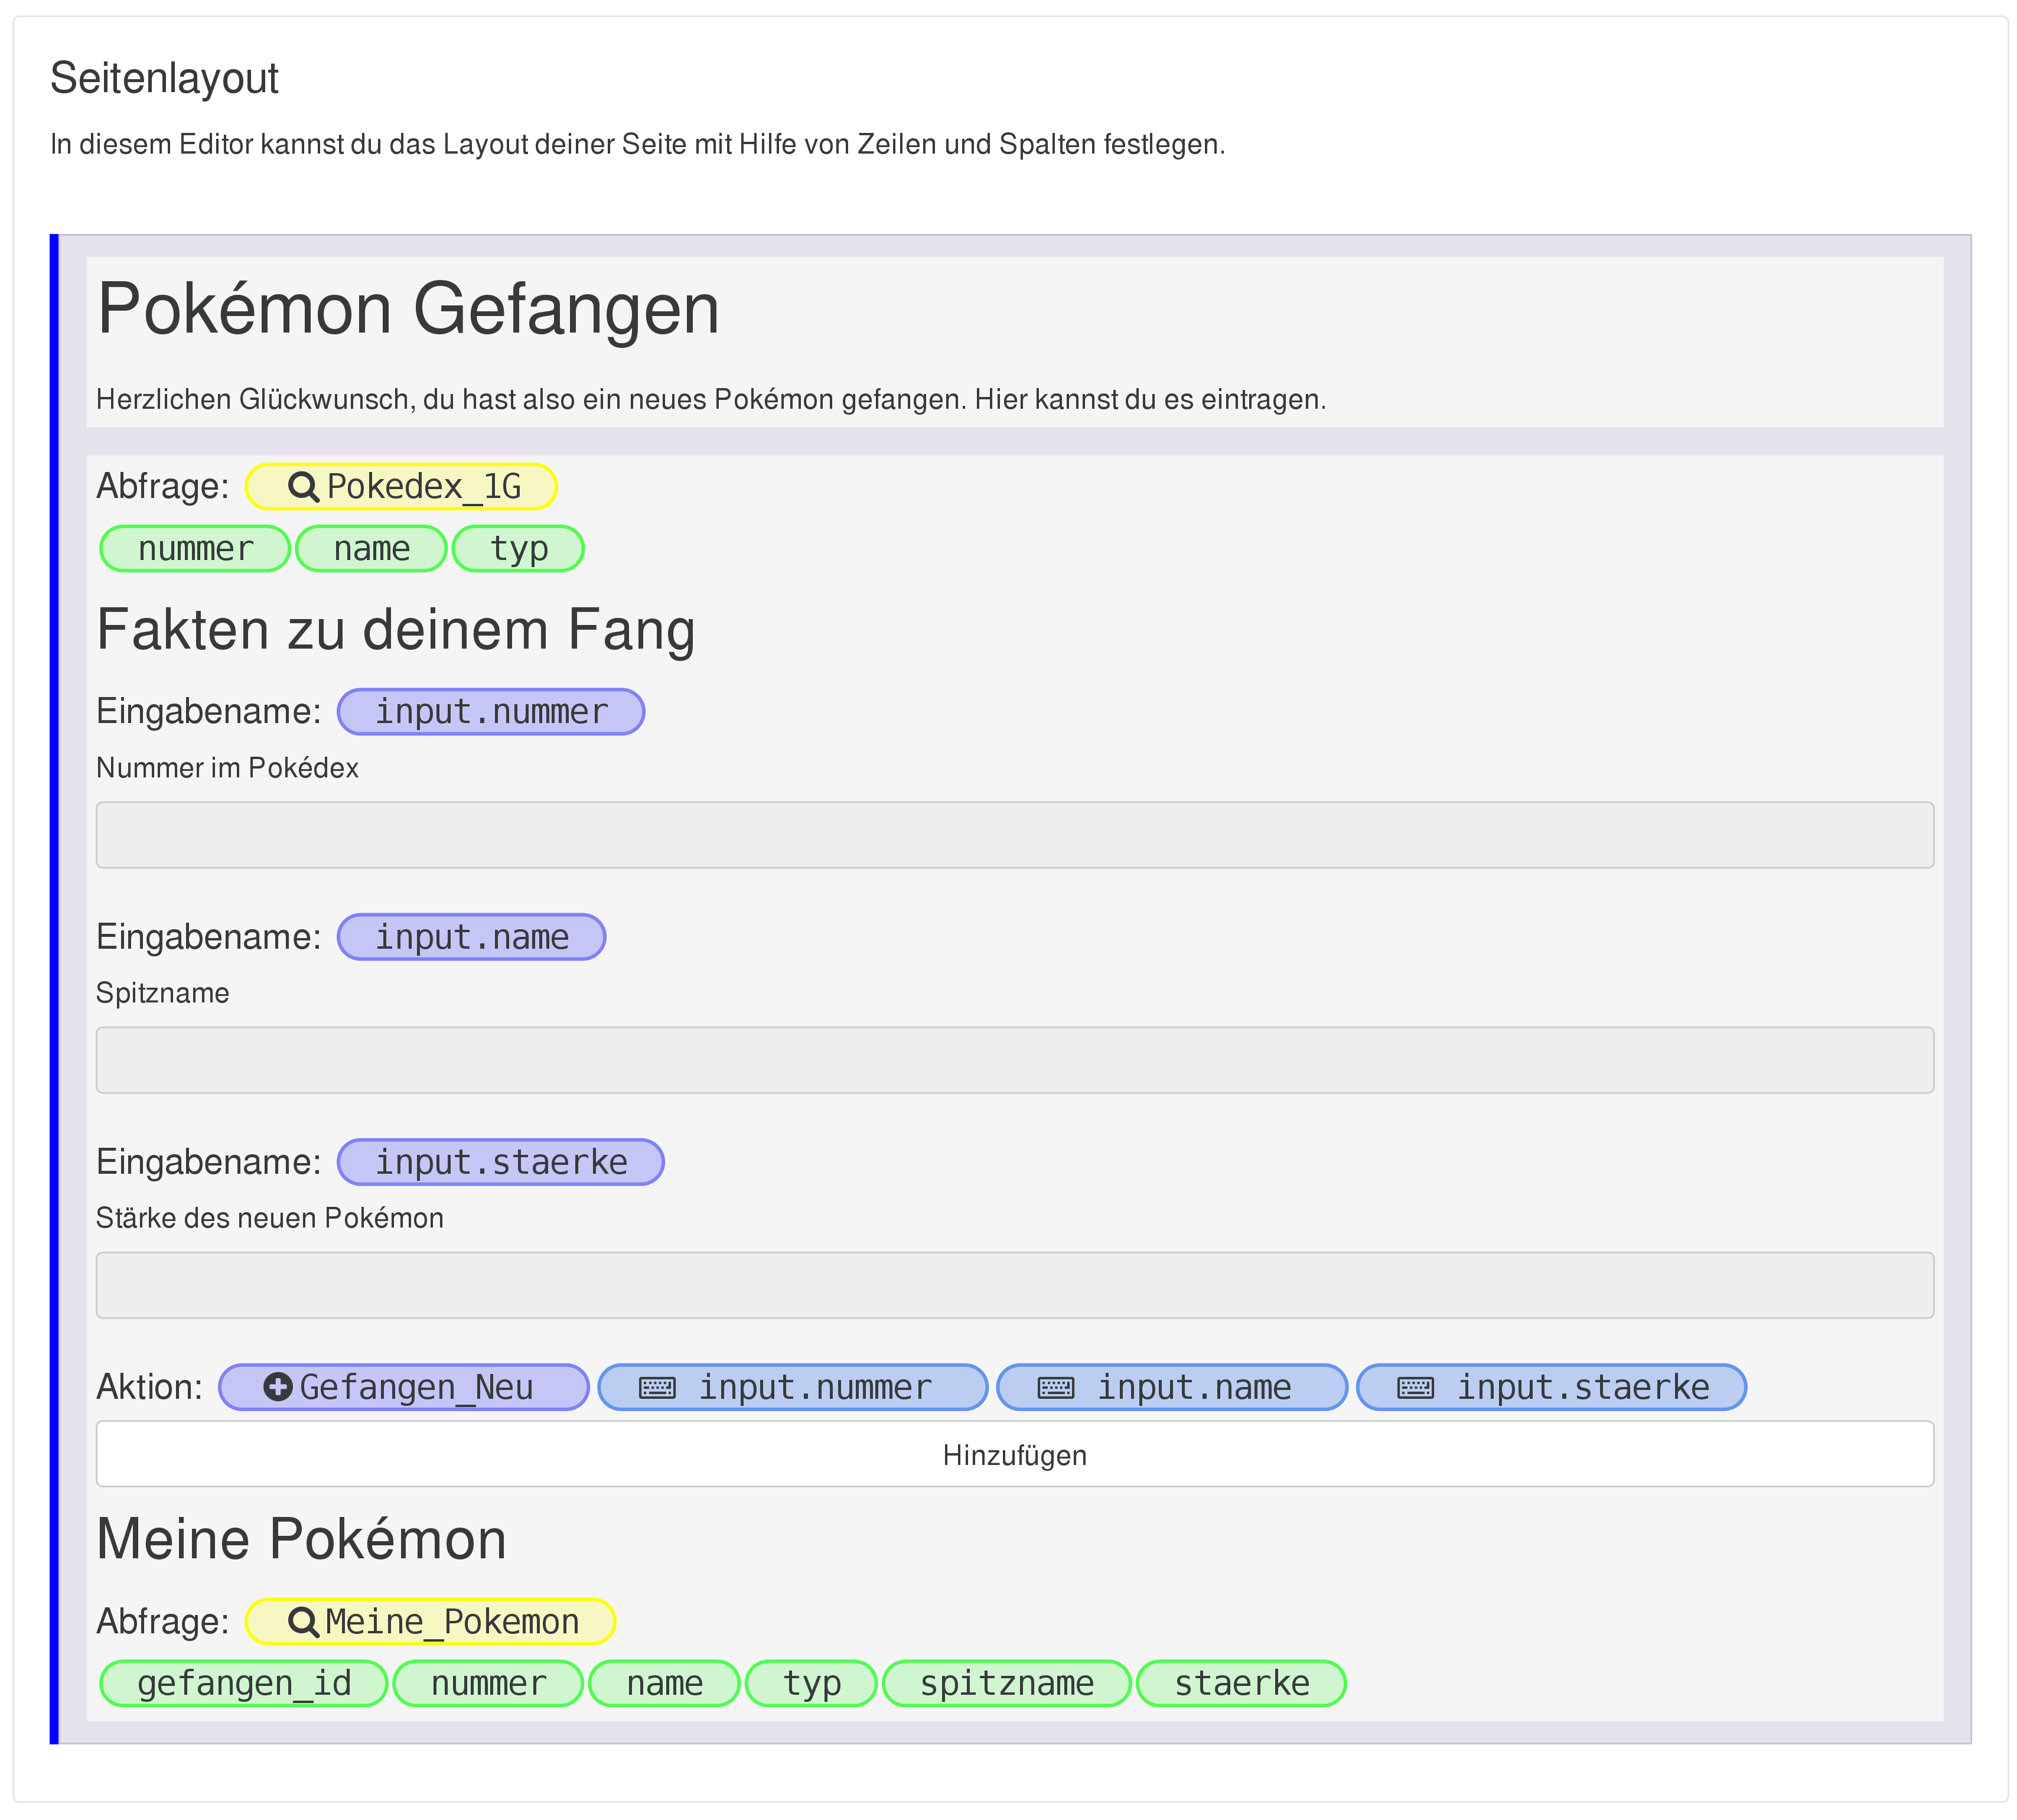 Seitenlayout
In diesem Editor kannst du das Layout deiner Seite mit Hilfe von Zeilen und Spalten festlegen.
Pokémon Gefangen
Herzlichen Glückwunsch, du hast also ein neues Pokémon gefangen. Hier kannst du es eintragen.
Abfrage: Pokedex_1G
nummer name typ
Fakten zu deinem Fang
Eingabename: input.nummer
Nummer im Pokédex
Eingabename: input.name
Spitzname
Eingabename: input.staerke
Stärke des neuen Pokémon
Aktion: Gefangen_Neu input.nummer input.name input.staerke
Hinzufügen
Meine Pokémon
Abfrage: Meine_Pokemon
gefangen_id nummer name typ spitzname staerke